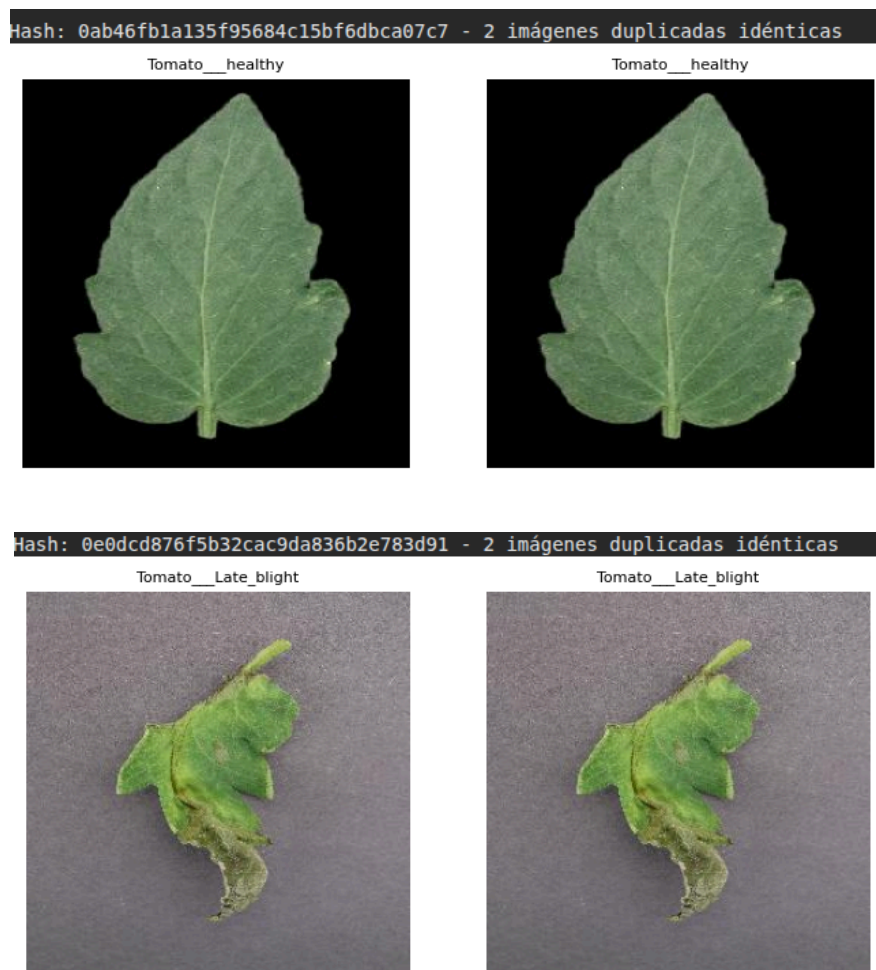 Hash: 0ab46fb1a135f95684c15bf6dbca07c7 - 2 imágenes duplicadas idénticas
Tomato___healthy Tomato___healthy
Hash: 0e0dcd876f5b32cac9da836b2e783d91 - 2 imágenes duplicadas idénticas
Tomato___Late_blight Tomato___Late_blight